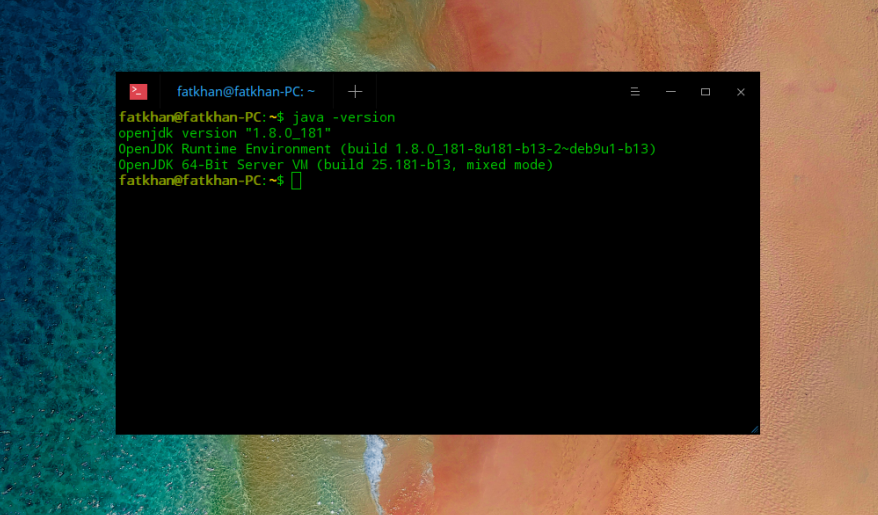 fatkhan@fatkhan-PC: ~
fatkhan@fatkhan-PC:~$ java -version
openjdk version "1.8.0_181"
OpenJDK Runtime Environment (build 1.8.0_181-8u181-b13-2~deb9u1-b13)
OpenJDK 64-Bit Server VM (build 25.181-b13, mixed mode)
fatkhan@fatkhan-PC:~$